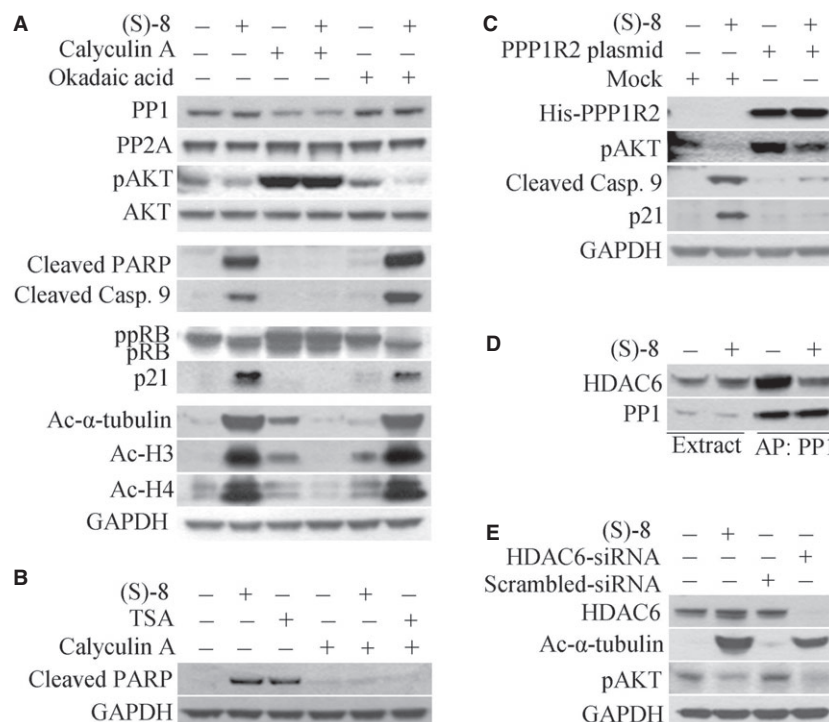 A
(S)-8 – + – + – +
Calyculin A – – + + – –
Okadaic acid – – – – + +
PP1
PP2A
pAKT
AKT
Cleaved PARP
Cleaved Casp. 9
ppRB
pRB
p21
Ac-α-tubulin
Ac-H3
Ac-H4
GAPDH
B
(S)-8 – + – – + –
TSA – – + – – +
Calyculin A – – – + + +
Cleaved PARP
GAPDH
C
(S)-8 – + – +
PPP1R2 plasmid – – + +
Mock + + – –
His-PPP1R2
pAKT
Cleaved Casp. 9
p21
GAPDH
D
(S)-8 – + – +
HDAC6
PP1
Extract AP: PP1
E
(S)-8 – + – –
HDAC6-siRNA – – – +
Scrambled-siRNA – – + –
HDAC6
Ac-α-tubulin
pAKT
GAPDH